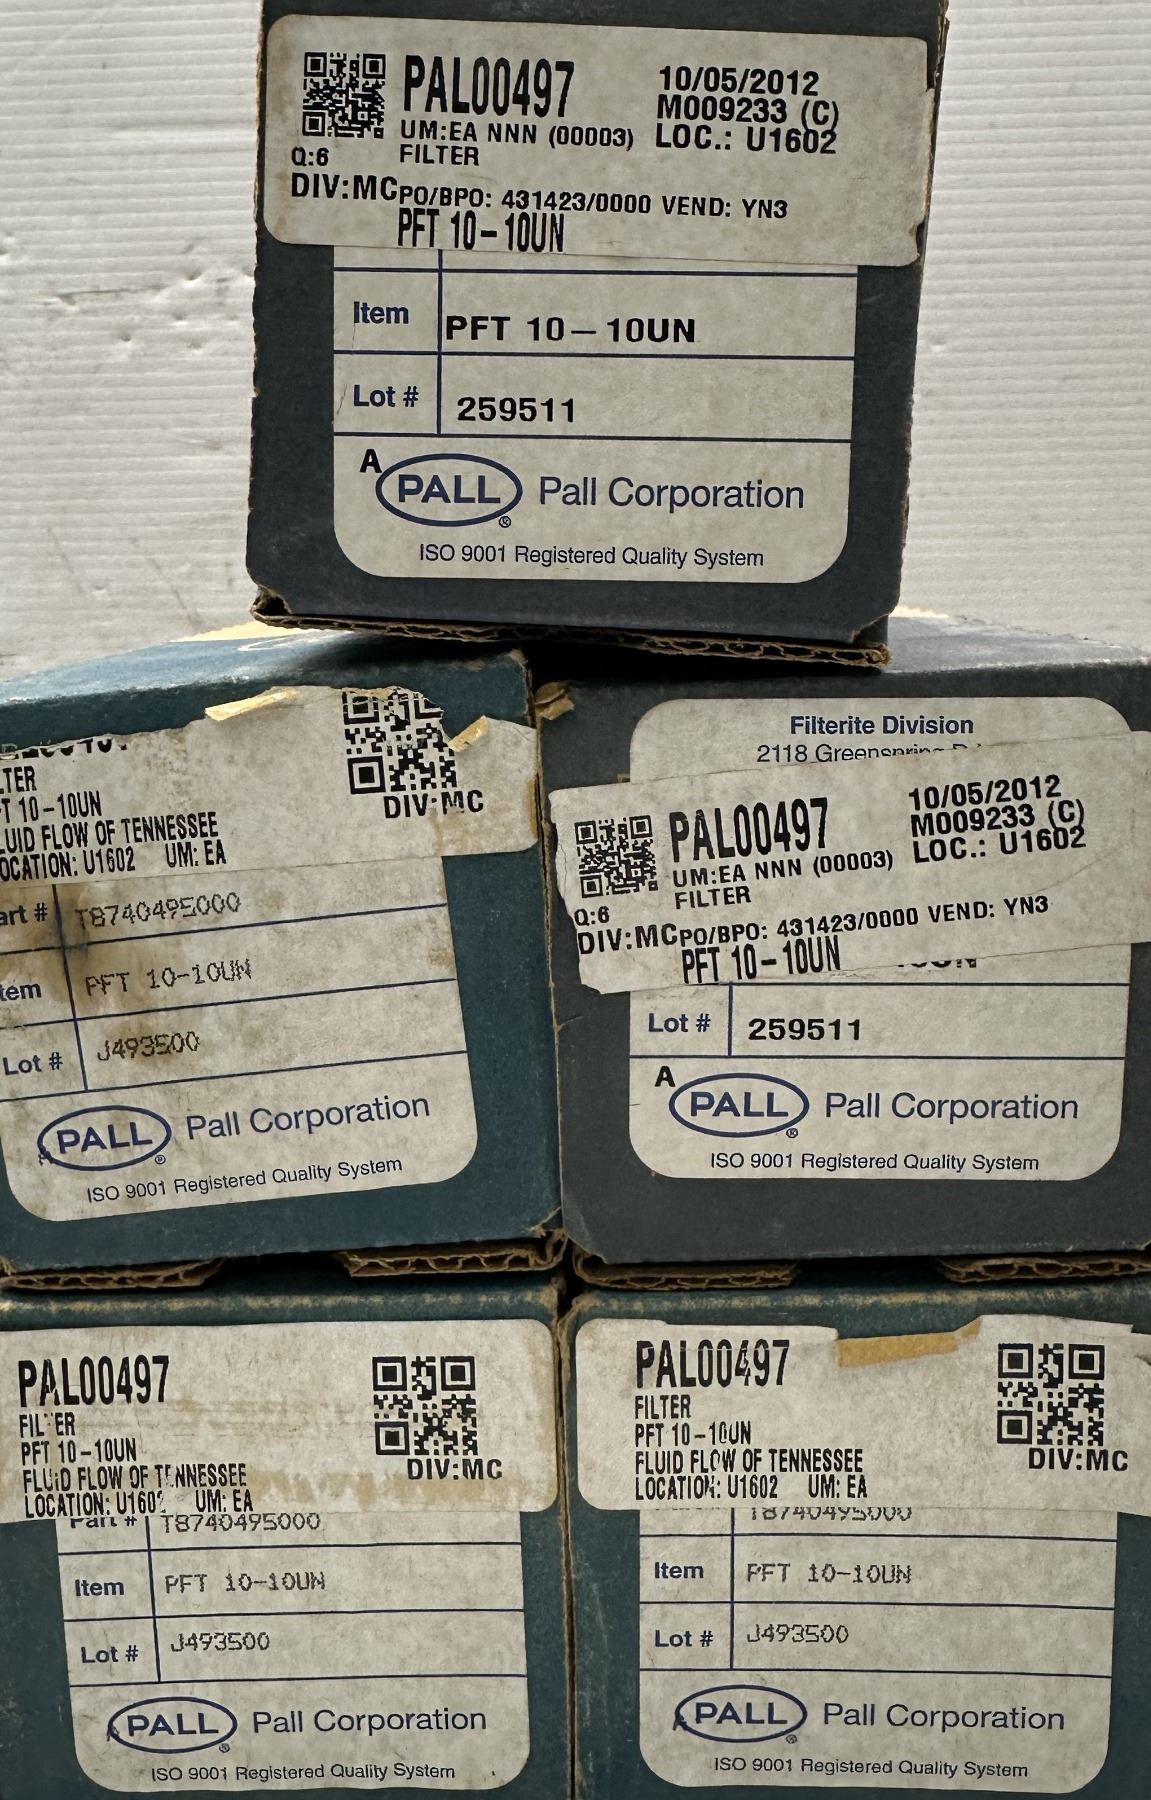 PAL00497
10/05/2012
M009233 (C)
UM:EA NNN (00003) LOC.: U1602
Q:6 FILTER
DIV:MC PO/BPO: 431423/0000 VEND: YN3
PFT 10-10UN
Item PFT 10-10UN
Lot # 259511
A PALL® Pall Corporation
ISO 9001 Registered Quality System
LTER
T 10-10UN
LUID FLOW OF TENNESSEE
OCATION: U1602 UM: EA
DIV:MC
art # T8740495000
tem PFT 10-10UN
Lot # J493500
PALL® Pall Corporation
ISO 9001 Registered Quality System
Filterite Division
2118 Greenspring
PAL00497
10/05/2012
M009233 (C)
UM:EA NNN (00003) LOC.: U1602
Q:6 FILTER
DIV:MC PO/BPO: 431423/0000 VEND: YN3
PFT 10-10UN
Lot # 259511
A PALL® Pall Corporation
ISO 9001 Registered Quality System
PAL00497
FILTER
PFT 10-10UN
FLUID FLOW OF TENNESSEE
LOCATION: U1602 UM: EA
DIV:MC
Part # T8740495000
Item PFT 10-10UN
Lot # J493500
PALL® Pall Corporation
ISO 9001 Registered Quality System
PAL00497
FILTER
PFT 10-10UN
FLUID FLOW OF TENNESSEE
LOCATION: U1602 UM: EA
DIV:MC
T8740495000
Item PFT 10-10UN
Lot # J493500
PALL® Pall Corporation
ISO 9001 Registered Quality System